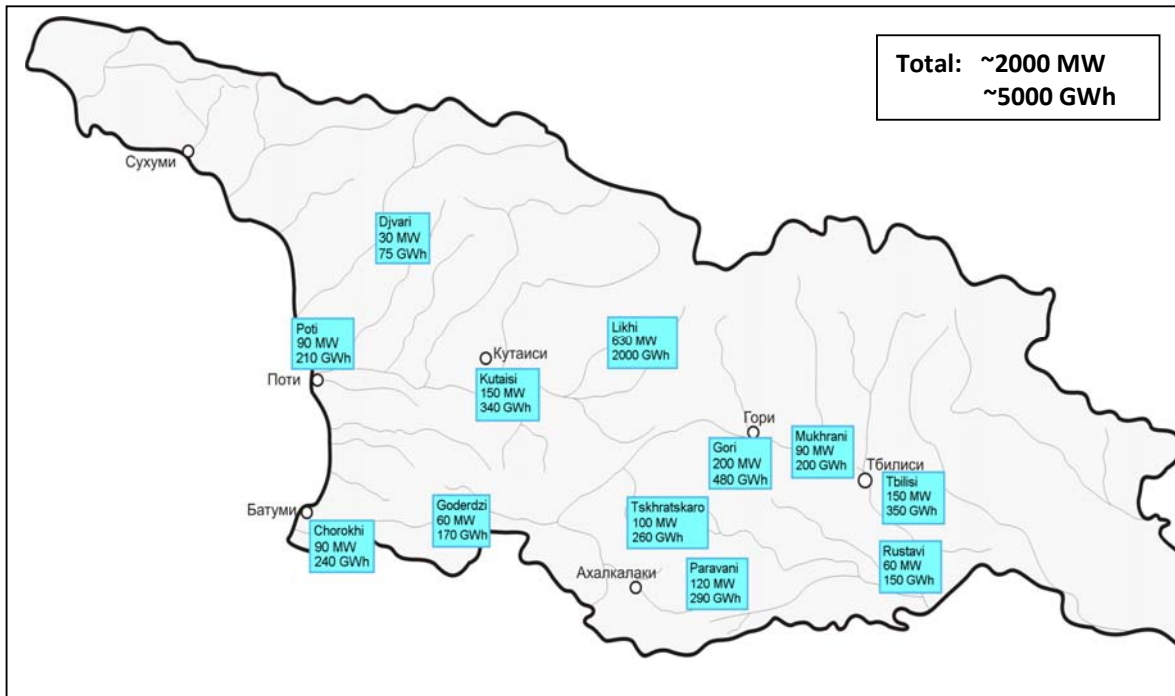 Total: ~2000 MW
~5000 GWh
Сухуми
Djvari
30 MW
75 GWh
Poti
90 MW
210 GWh
Поти
Кутаиси
Kutaisi
150 MW
340 GWh
Likhi
630 MW
2000 GWh
Гори
Gori
200 MW
480 GWh
Mukhrani
90 MW
200 GWh
Тбилиси
Tbilisi
150 MW
350 GWh
Батуми
Chorokhi
90 MW
240 GWh
Goderdzi
60 MW
170 GWh
Tskhratskaro
100 MW
260 GWh
Ахалкалаки
Paravani
120 MW
290 GWh
Rustavi
60 MW
150 GWh